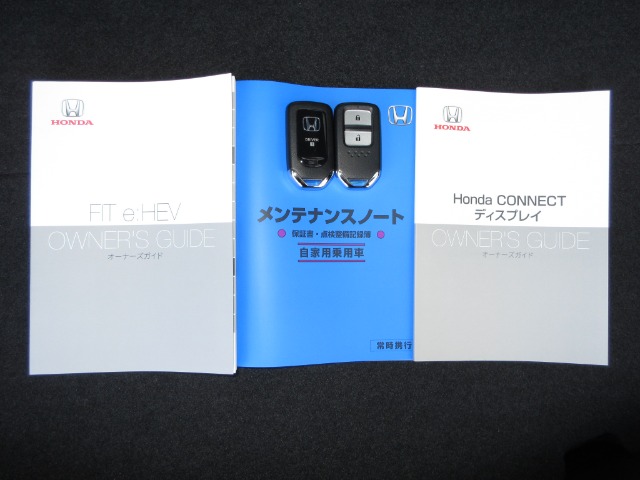 HONDA
FIT e:HEV
OWNER'S GUIDE
オーナーズガイド
メンテナンスノート
保証書・点検整備記録簿
自家用乗用車
常時携行
HONDA
Honda CONNECT
ディスプレイ
OWNER'S GUIDE
オーナーズガイド